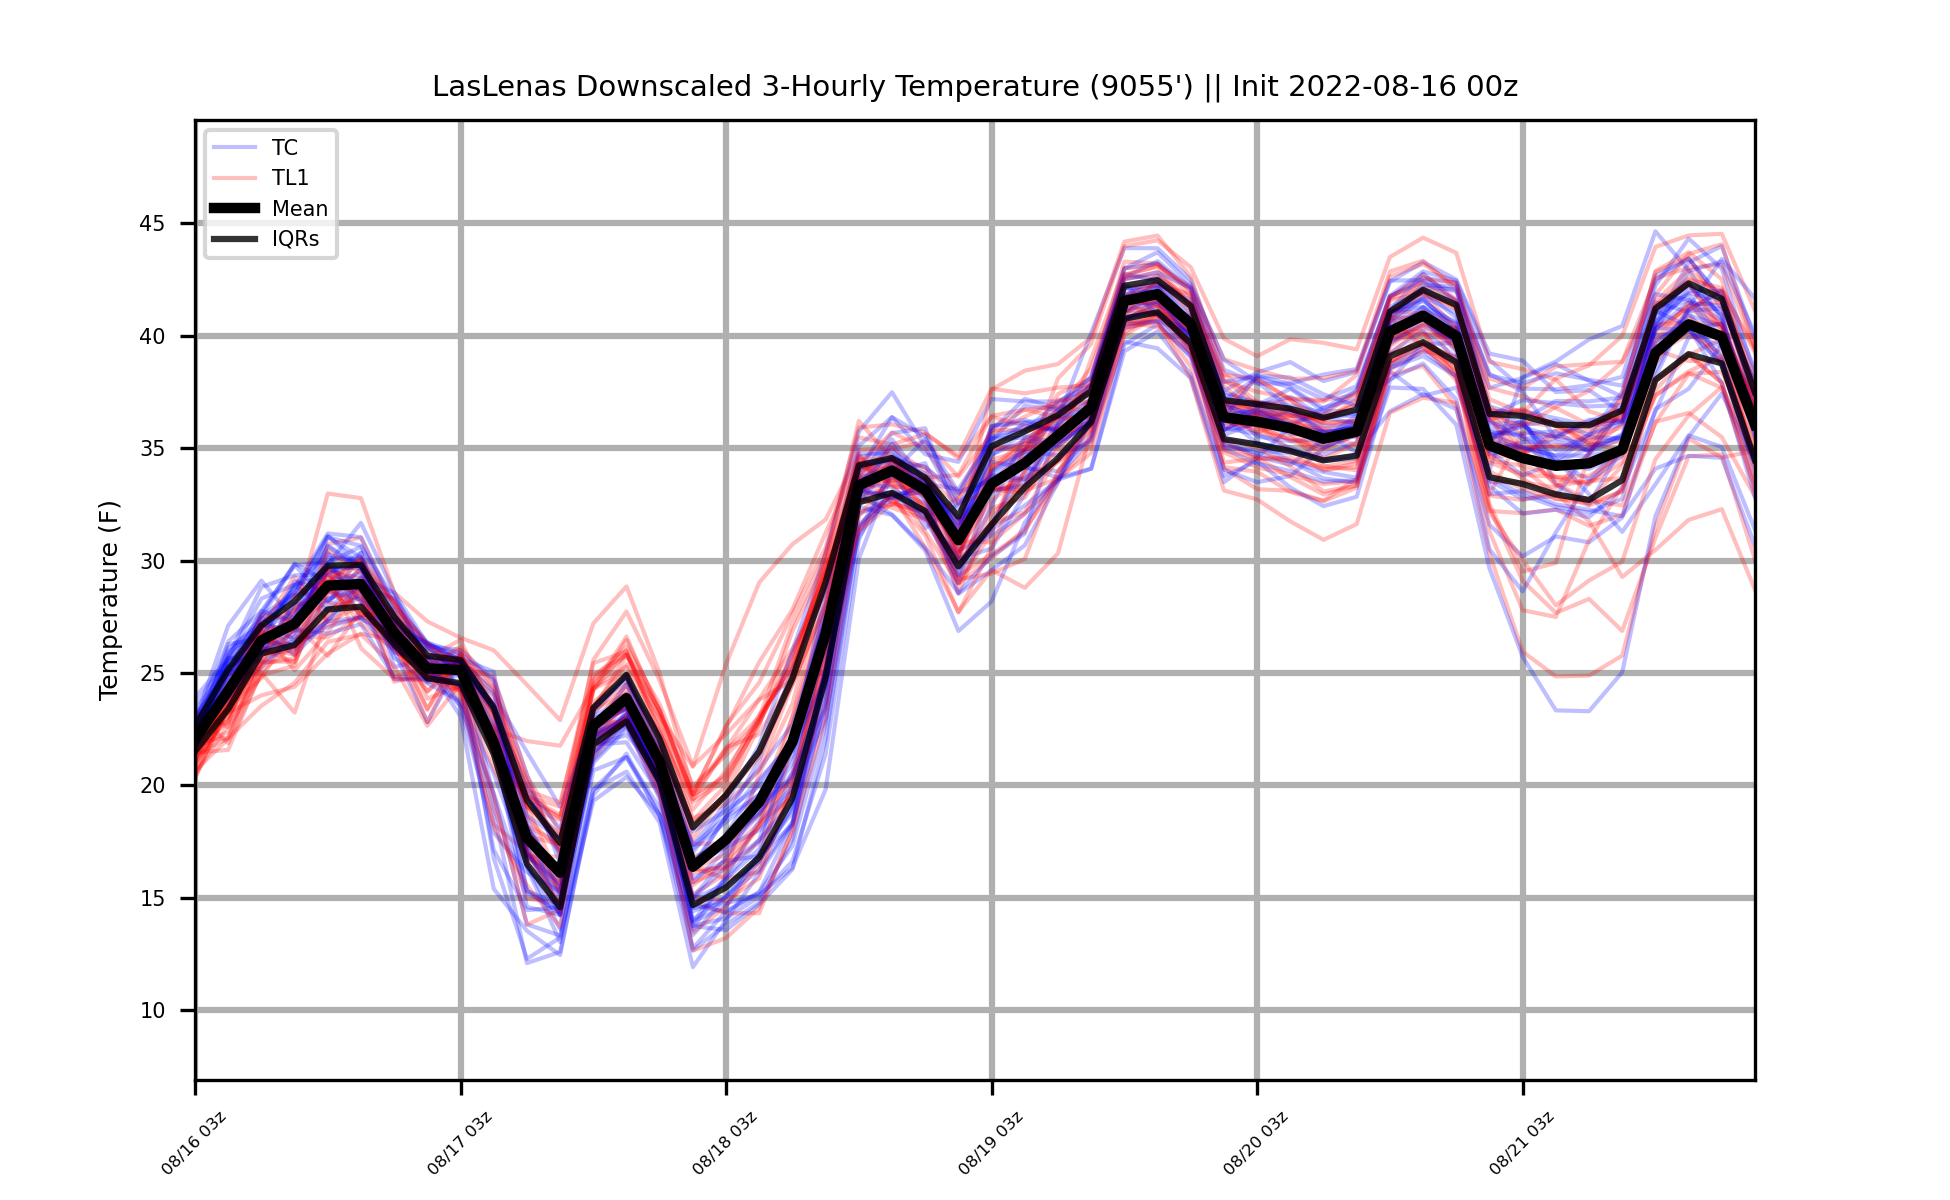 LasLenas Downscaled 3-Hourly Temperature (9055') || Init 2022-08-16 00z
TC
TL1
Mean
IQRs
Temperature (F)
45
40
35
30
25
20
15
10
08/16 03z
08/17 03z
08/18 03z
08/19 03z
08/20 03z
08/21 03z